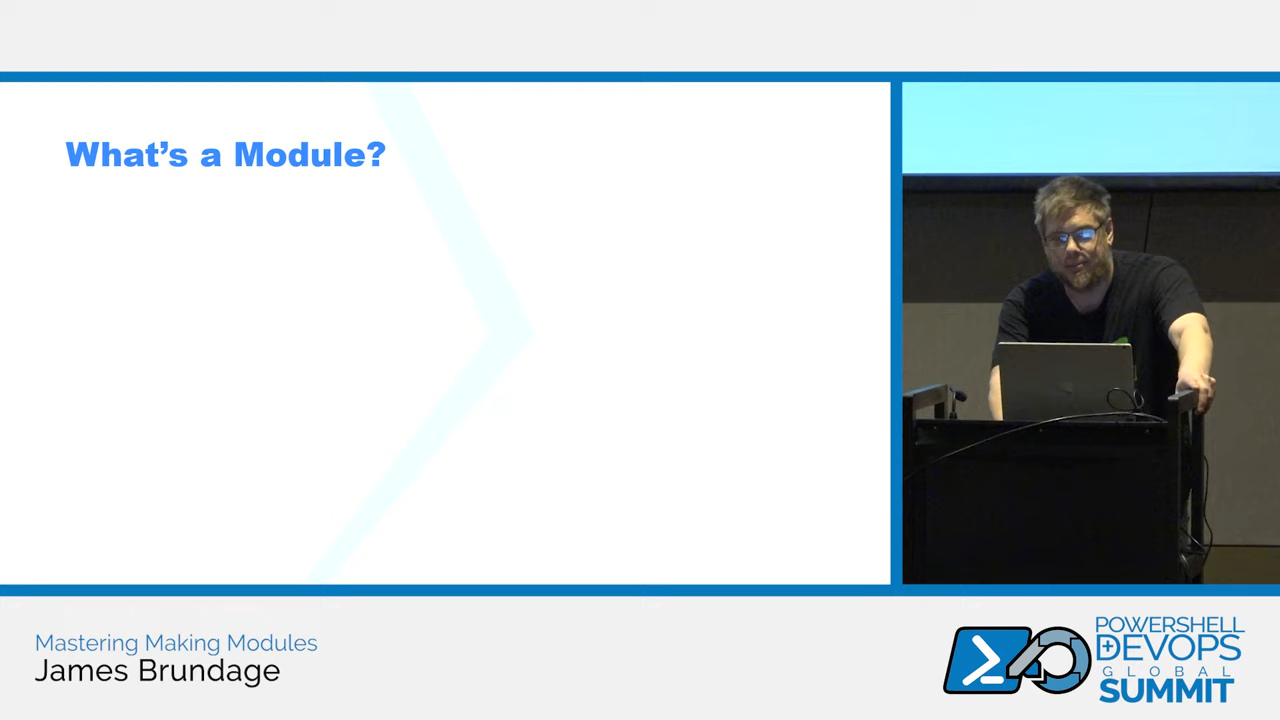 What's a Module?
Mastering Making Modules
James Brundage
POWERSHELL
DEVOPS
GLOBAL
SUMMIT